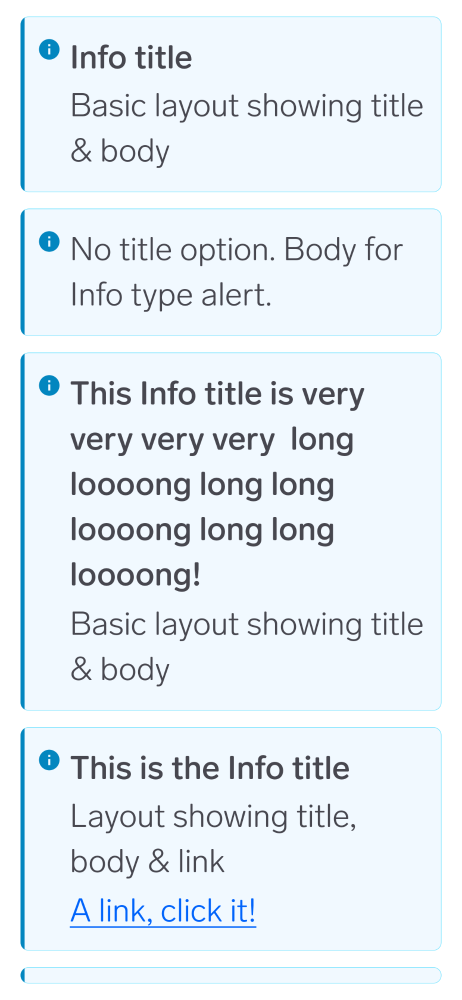 Info title
Basic layout showing title
& body
No title option. Body for
Info type alert.
This Info title is very
very very very  long
loooong long long
loooong long long
loooong!
Basic layout showing title
& body
This is the Info title
Layout showing title,
body & link
A link, click it!